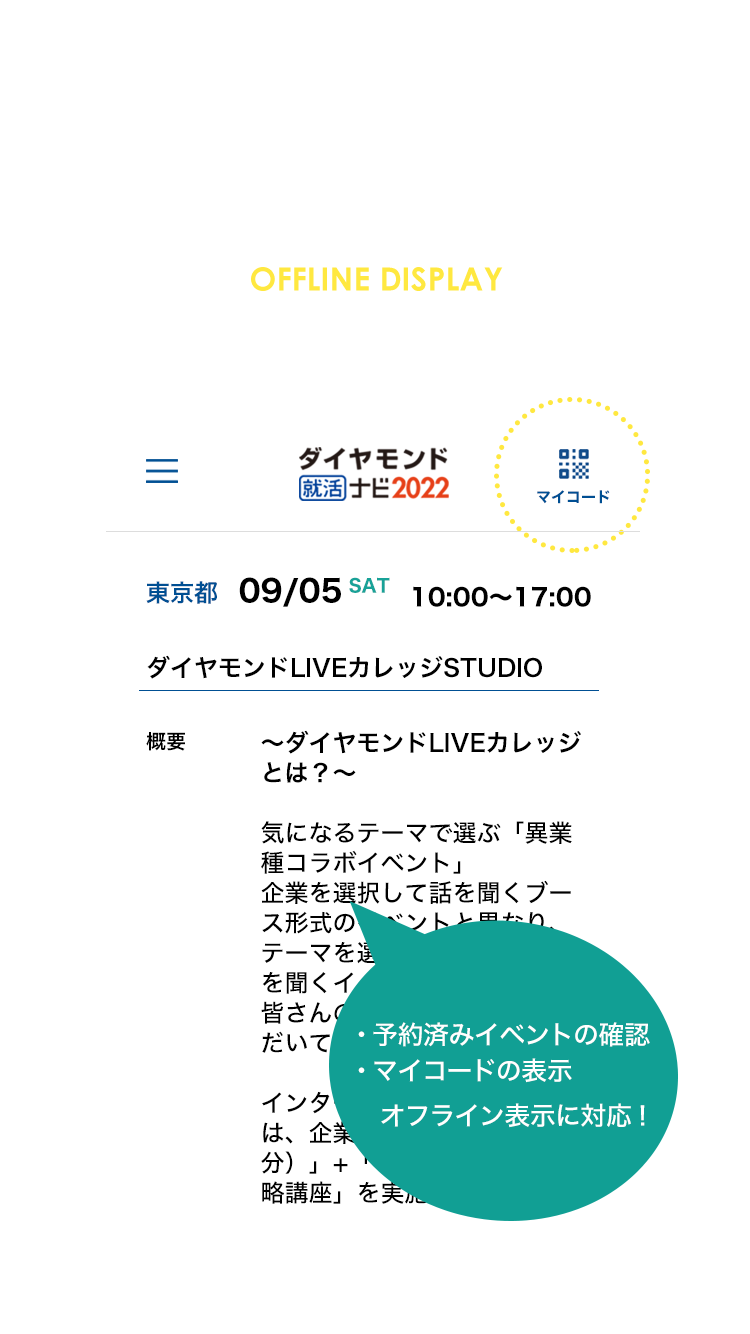 OFFLINE DISPLAY
ダイヤモンド
就活ナビ2022
マイコード
東京都 09/05 SAT 10:00〜17:00
ダイヤモンドLIVEカレッジSTUDIO
概要 〜ダイヤモンドLIVEカレッジ
とは？〜
気になるテーマで選ぶ「異業
種コラボイベント」
企業を選択して話を聞くブー
ス形式のイベントと異なり、
テーマを選
を聞くイ
皆さんの
だいて
インタ
は、企業
分）」+「
略講座」を実施
・予約済みイベントの確認
・マイコードの表示
オフライン表示に対応！